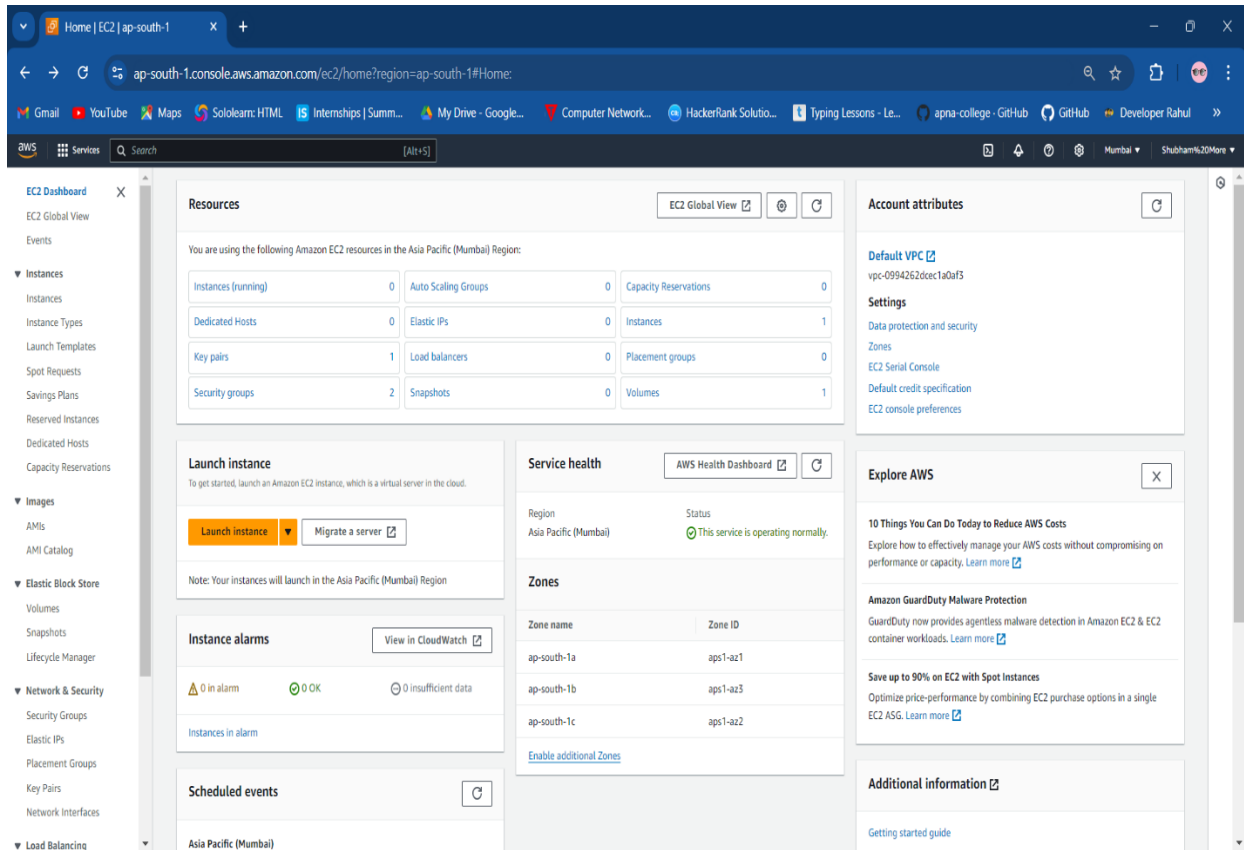 Home | EC2 | ap-south-1
ap-south-1.console.aws.amazon.com/ec2/home?region=ap-south-1#Home:
Gmail YouTube Maps Sololearn: HTML Internships | Summ... My Drive - Google... Computer Network... HackerRank Solutio... Typing Lessons - Le... apna-college · GitHub GitHub Developer Rahul »
aws Services Search [Alt+S] Mumbai Shubham%20More
EC2 Dashboard
EC2 Global View
Events
Instances
Instances
Instance Types
Launch Templates
Spot Requests
Savings Plans
Reserved Instances
Dedicated Hosts
Capacity Reservations
Images
AMIs
AMI Catalog
Elastic Block Store
Volumes
Snapshots
Lifecycle Manager
Network & Security
Security Groups
Elastic IPs
Placement Groups
Key Pairs
Network Interfaces
Load Balancing
Resources
EC2 Global View
You are using the following Amazon EC2 resources in the Asia Pacific (Mumbai) Region:
Instances (running) 0 Auto Scaling Groups 0 Capacity Reservations 0
Dedicated Hosts 0 Elastic IPs 0 Instances 1
Key pairs 1 Load balancers 0 Placement groups 0
Security groups 2 Snapshots 0 Volumes 1
Launch instance
To get started, launch an Amazon EC2 instance, which is a virtual server in the cloud.
Launch instance Migrate a server
Note: Your instances will launch in the Asia Pacific (Mumbai) Region
Instance alarms View in CloudWatch
0 in alarm 0 OK 0 insufficient data
Instances in alarm
Scheduled events
Asia Pacific (Mumbai)
Service health AWS Health Dashboard
Region Status
Asia Pacific (Mumbai) This service is operating normally.
Zones
Zone name Zone ID
ap-south-1a aps1-az1
ap-south-1b aps1-az3
ap-south-1c aps1-az2
Enable additional Zones
Account attributes
Default VPC
vpc-0994262dcec1a0af3
Settings
Data protection and security
Zones
EC2 Serial Console
Default credit specification
EC2 console preferences
Explore AWS
10 Things You Can Do Today to Reduce AWS Costs
Explore how to effectively manage your AWS costs without compromising on
performance or capacity. Learn more
Amazon GuardDuty Malware Protection
GuardDuty now provides agentless malware detection in Amazon EC2 & EC2
container workloads. Learn more
Save up to 90% on EC2 with Spot Instances
Optimize price-performance by combining EC2 purchase options in a single
EC2 ASG. Learn more
Additional information
Getting started guide